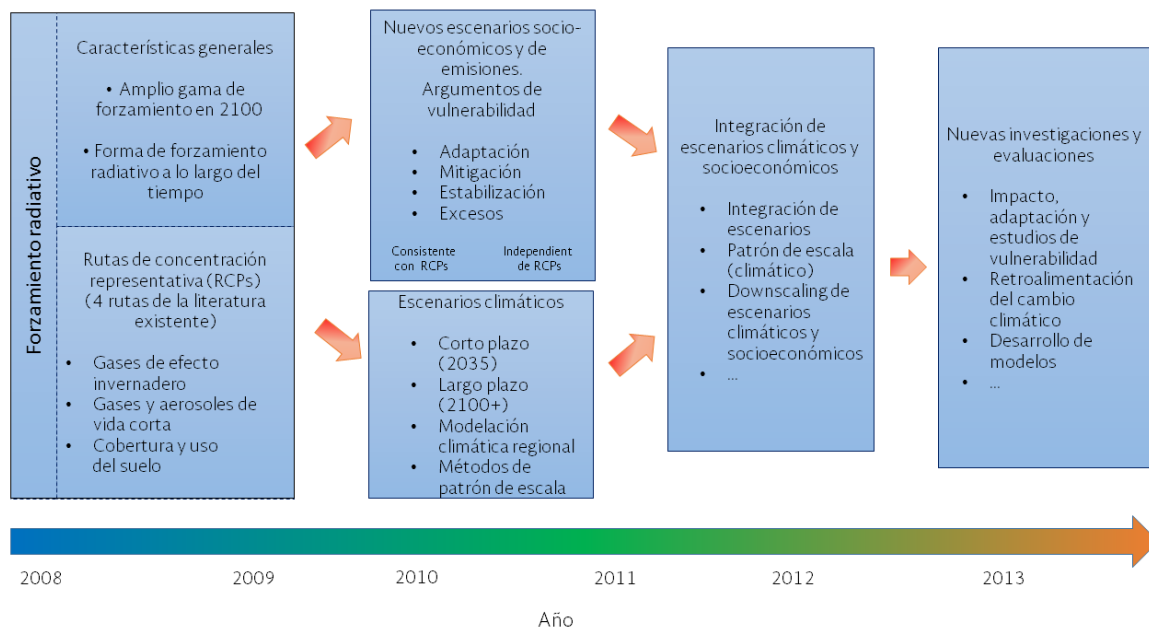 Forzamiento radiativo
Características generales
• Amplio gama de
forzamiento en 2100
• Forma de forzamiento
radiativo a lo largo del
tiempo
Rutas de concentración
representativa (RCPs)
(4 rutas de la literatura
existente)
• Gases de efecto
invernadero
• Gases y aerosoles de
vida corta
• Cobertura y uso
del suelo
Nuevos escenarios socio-
económicos y de
emisiones.
Argumentos de
vulnerabilidad
• Adaptación
• Mitigación
• Estabilización
• Excesos
Consistente
con RCPs
Independient
de RCPs
Escenarios climáticos
• Corto plazo
(2035)
• Largo plazo
(2100+)
• Modelación
climática regional
• Métodos de
patrón de escala
Integración de
escenarios climáticos y
socioeconómicos
• Integración de
escenarios
• Patrón de escala
(climático)
• Downscaling de
escenarios
climáticos y
socioeconómicos
• ...
Nuevas investigaciones y
evaluaciones
• Impacto,
adaptación y
estudios de
vulnerabilidad
• Retroalimentación
del cambio
climático
• Desarrollo de
modelos
• ...
2008 2009 2010 2011 2012 2013
Año